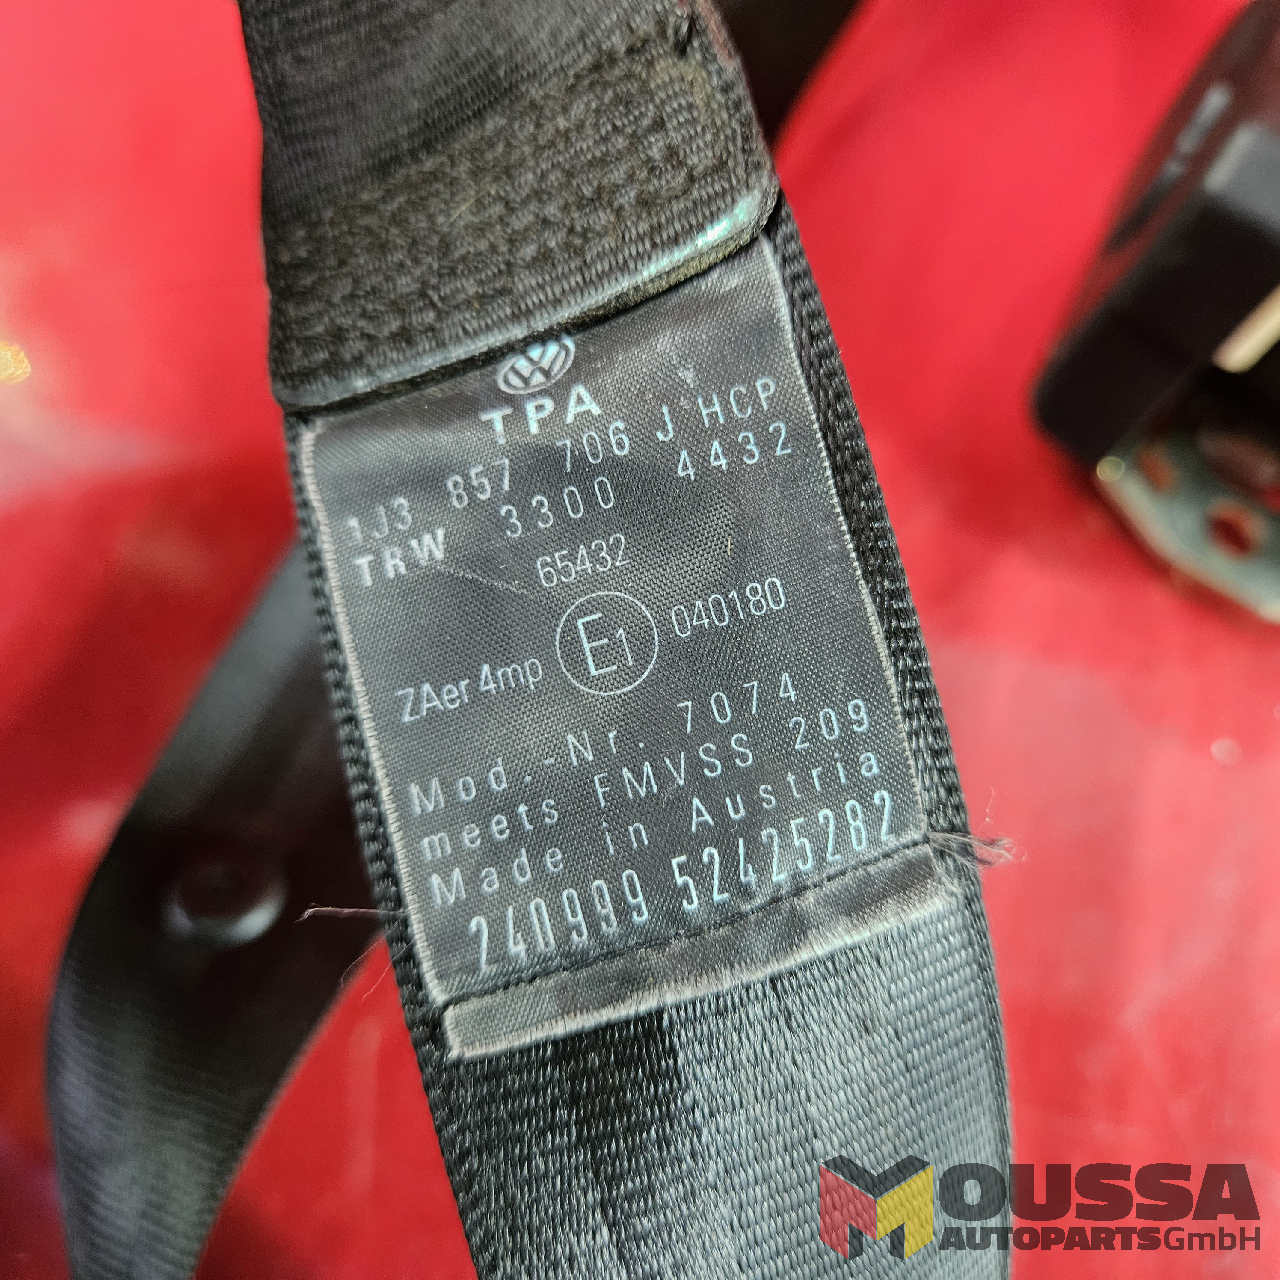 TPA
1J3 857 706 J HCP
TRW 3300 4432
65432
ZAer 4mp E1 040180
Mod.-Nr. 7074
meets FMVSS 209
Made in Austria
240999 52425282
MOUSSA
AUTOPARTSGmbH